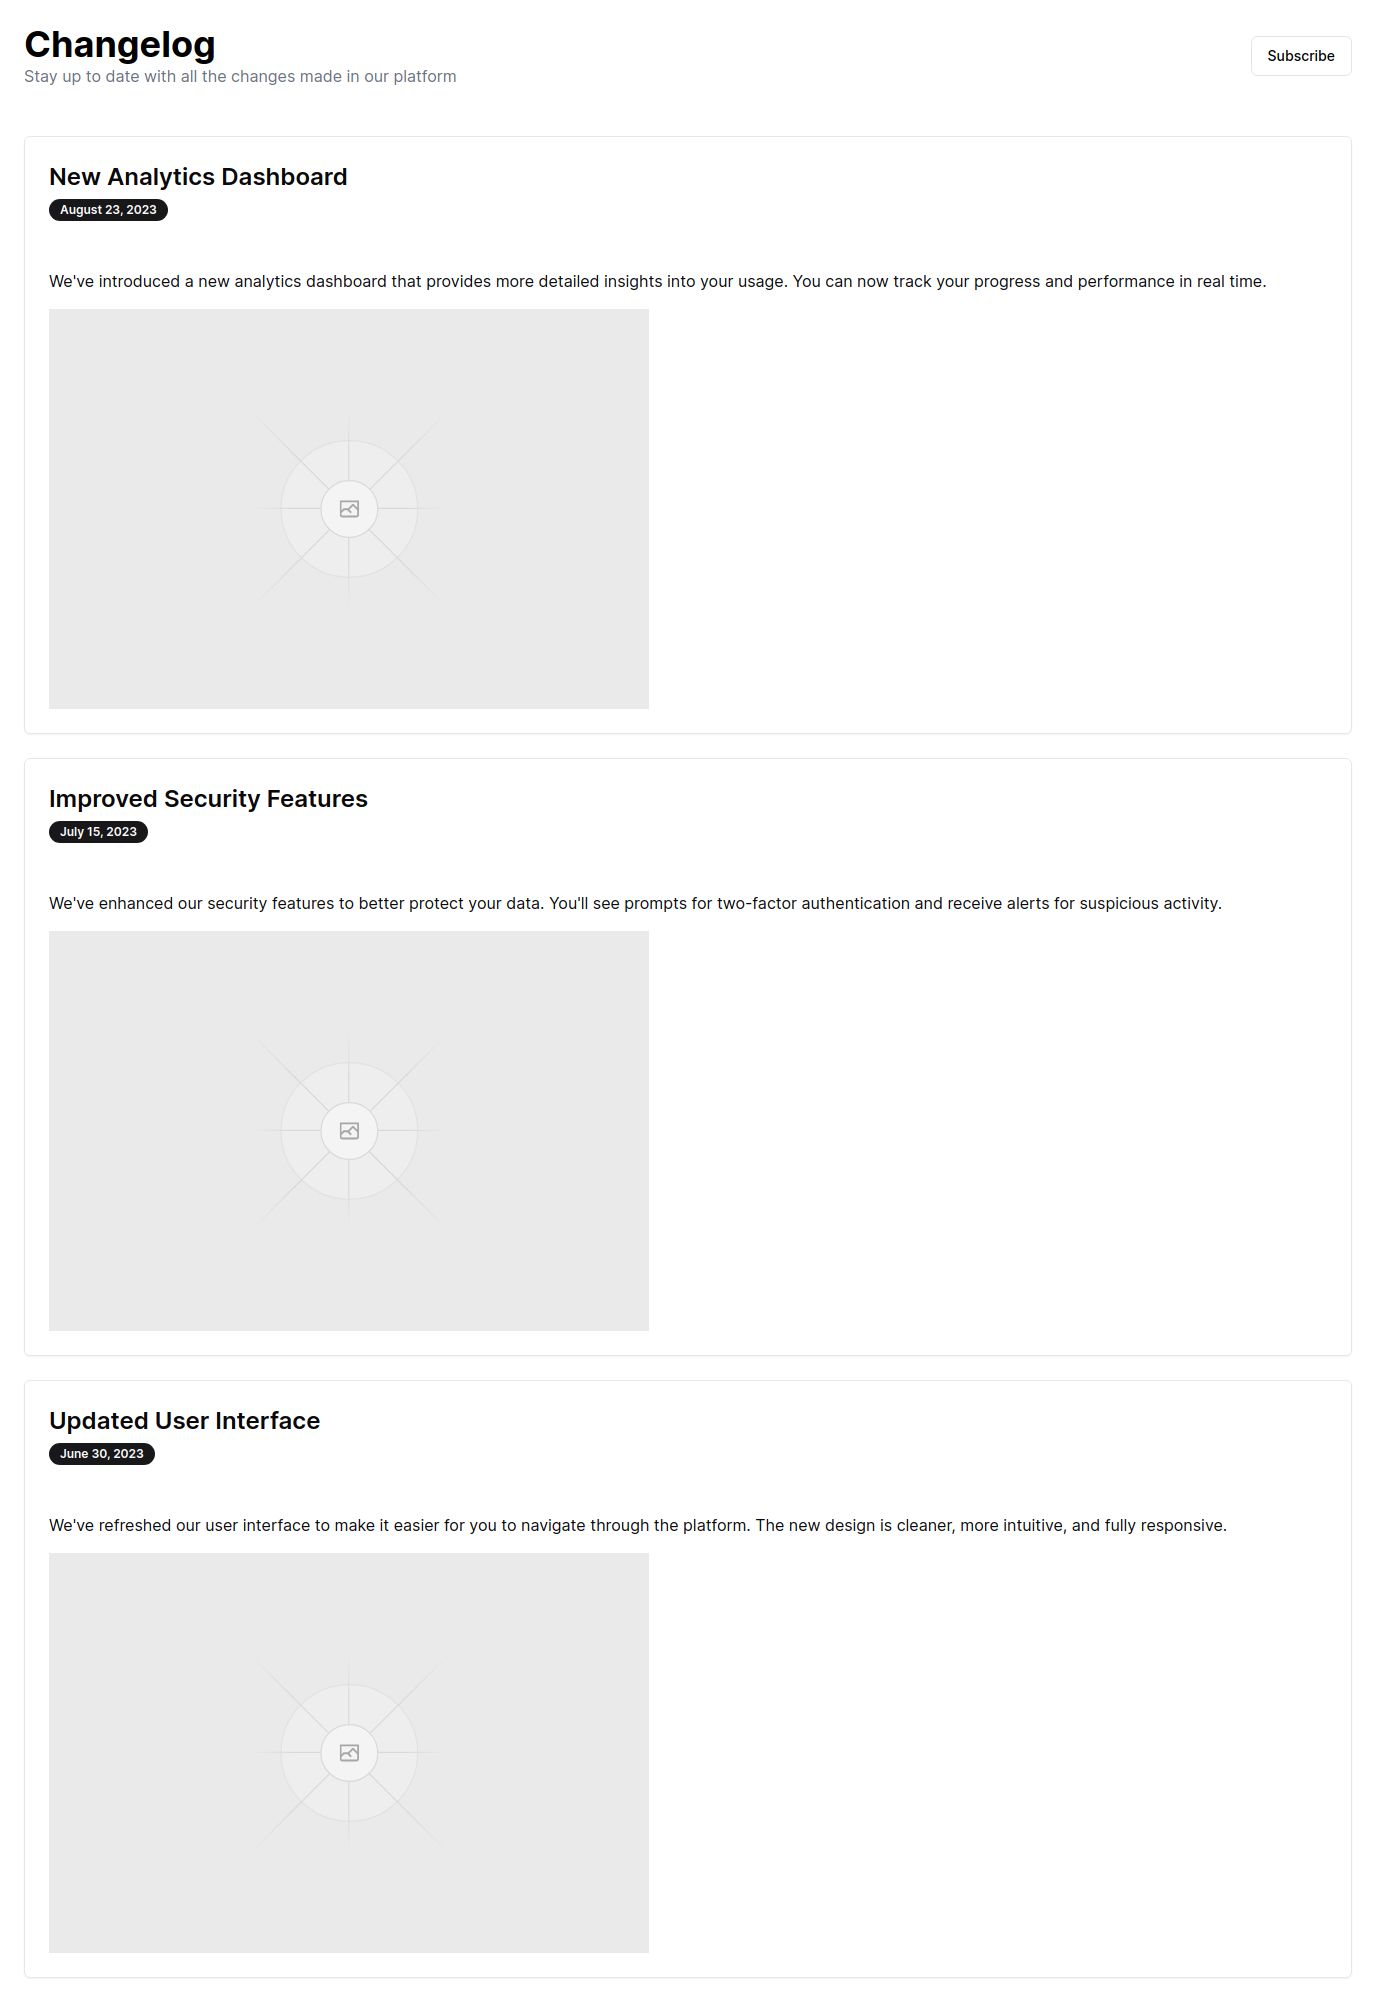 Changelog
Stay up to date with all the changes made in our platform
Subscribe
New Analytics Dashboard
August 23, 2023
We've introduced a new analytics dashboard that provides more detailed insights into your usage. You can now track your progress and performance in real time.
Improved Security Features
July 15, 2023
We've enhanced our security features to better protect your data. You'll see prompts for two-factor authentication and receive alerts for suspicious activity.
Updated User Interface
June 30, 2023
We've refreshed our user interface to make it easier for you to navigate through the platform. The new design is cleaner, more intuitive, and fully responsive.